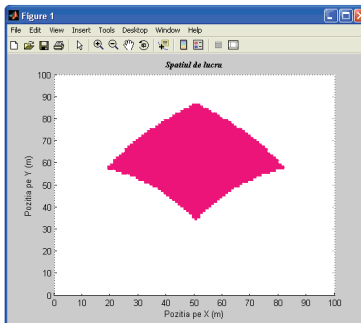 Figure 1
File Edit View Insert Tools Desktop Window Help
Spatiul de lucru
100
90
80
70
60
50
40
30
20
10
0
Pozitia pe Y (m)
0 10 20 30 40 50 60 70 80 90 100
Pozitia pe X (m)